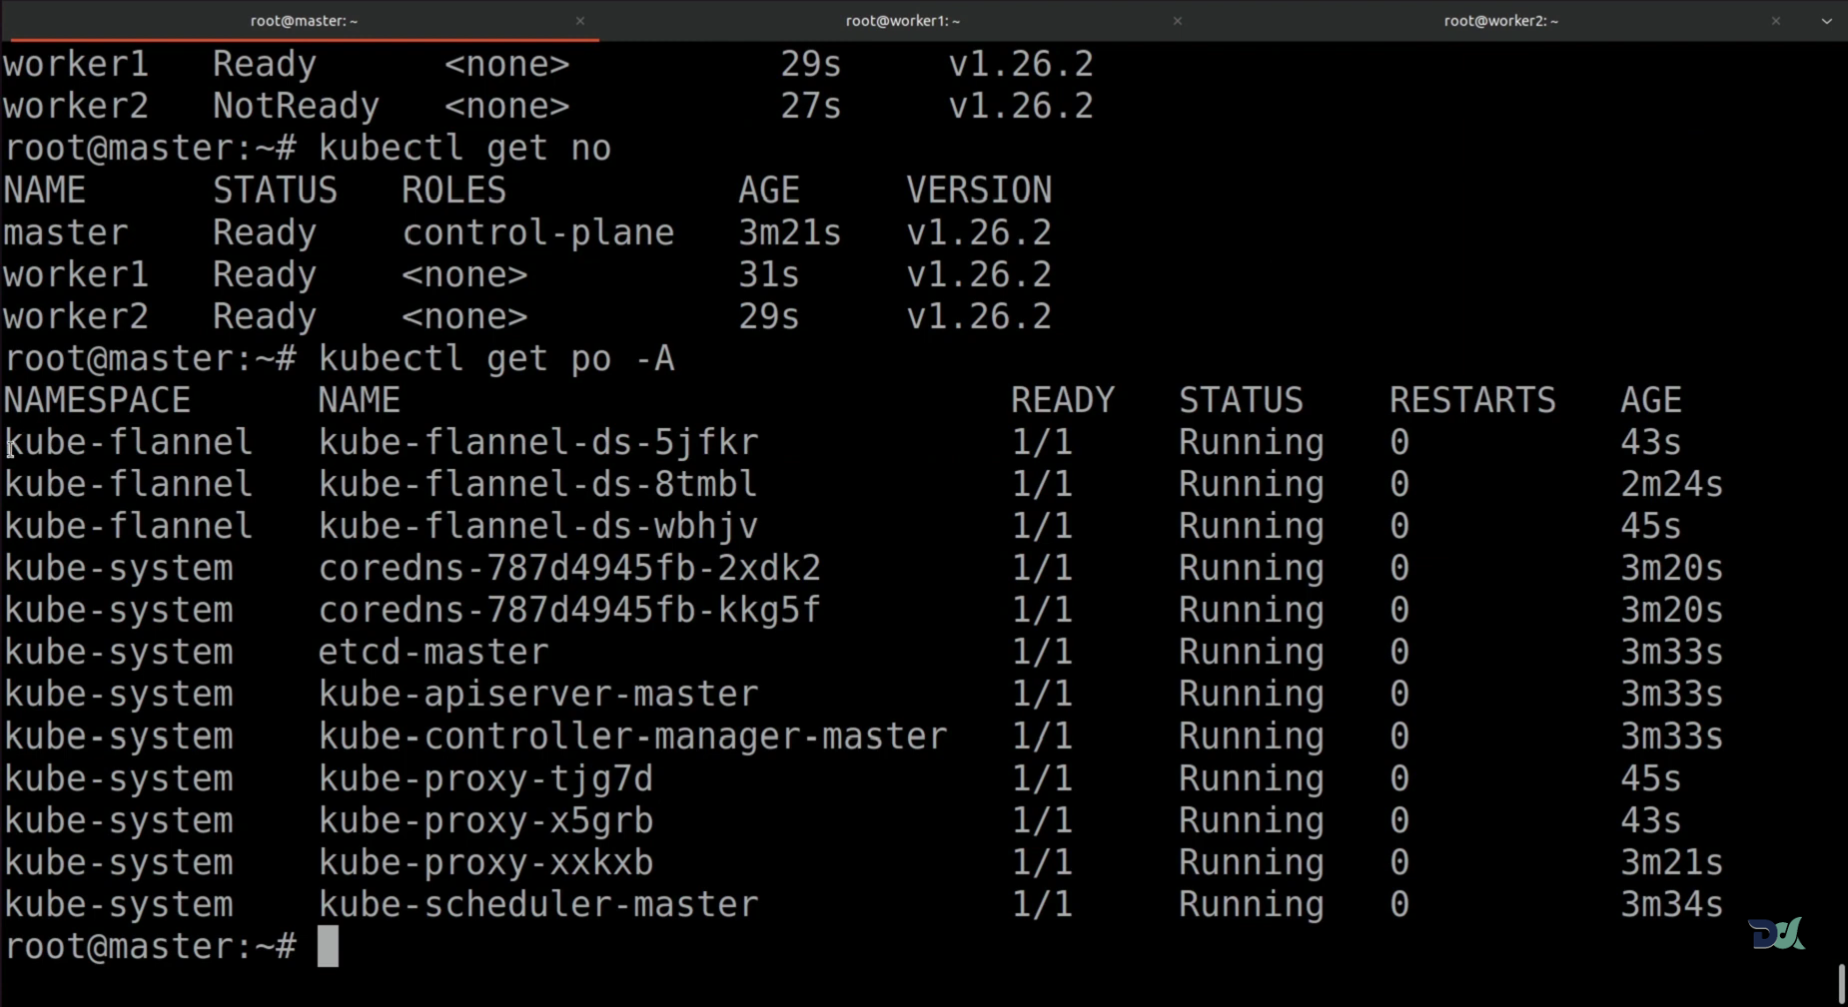 root@master: ~ × root@worker1: ~ × root@worker2: ~ ×
worker1 Ready <none> 29s v1.26.2
worker2 NotReady <none> 27s v1.26.2
root@master:~# kubectl get no
NAME STATUS ROLES AGE VERSION
master Ready control-plane 3m21s v1.26.2
worker1 Ready <none> 31s v1.26.2
worker2 Ready <none> 29s v1.26.2
root@master:~# kubectl get po -A
NAMESPACE NAME READY STATUS RESTARTS AGE
kube-flannel kube-flannel-ds-5jfkr 1/1 Running 0 43s
kube-flannel kube-flannel-ds-8tmbl 1/1 Running 0 2m24s
kube-flannel kube-flannel-ds-wbhjv 1/1 Running 0 45s
kube-system coredns-787d4945fb-2xdk2 1/1 Running 0 3m20s
kube-system coredns-787d4945fb-kkg5f 1/1 Running 0 3m20s
kube-system etcd-master 1/1 Running 0 3m33s
kube-system kube-apiserver-master 1/1 Running 0 3m33s
kube-system kube-controller-manager-master 1/1 Running 0 3m33s
kube-system kube-proxy-tjg7d 1/1 Running 0 45s
kube-system kube-proxy-x5grb 1/1 Running 0 43s
kube-system kube-proxy-xxkxb 1/1 Running 0 3m21s
kube-system kube-scheduler-master 1/1 Running 0 3m34s
root@master:~#